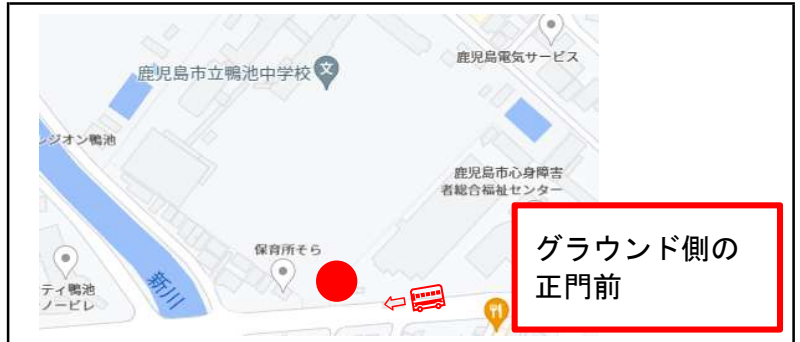 鹿児島電気サービス
鹿児島市立鴨池中学校
文
レジオン鴨池
鹿児島市心身障害
者総合福祉センター
保育所そら
新川
ティ鴨池
ノービレ
グラウンド側の
正門前